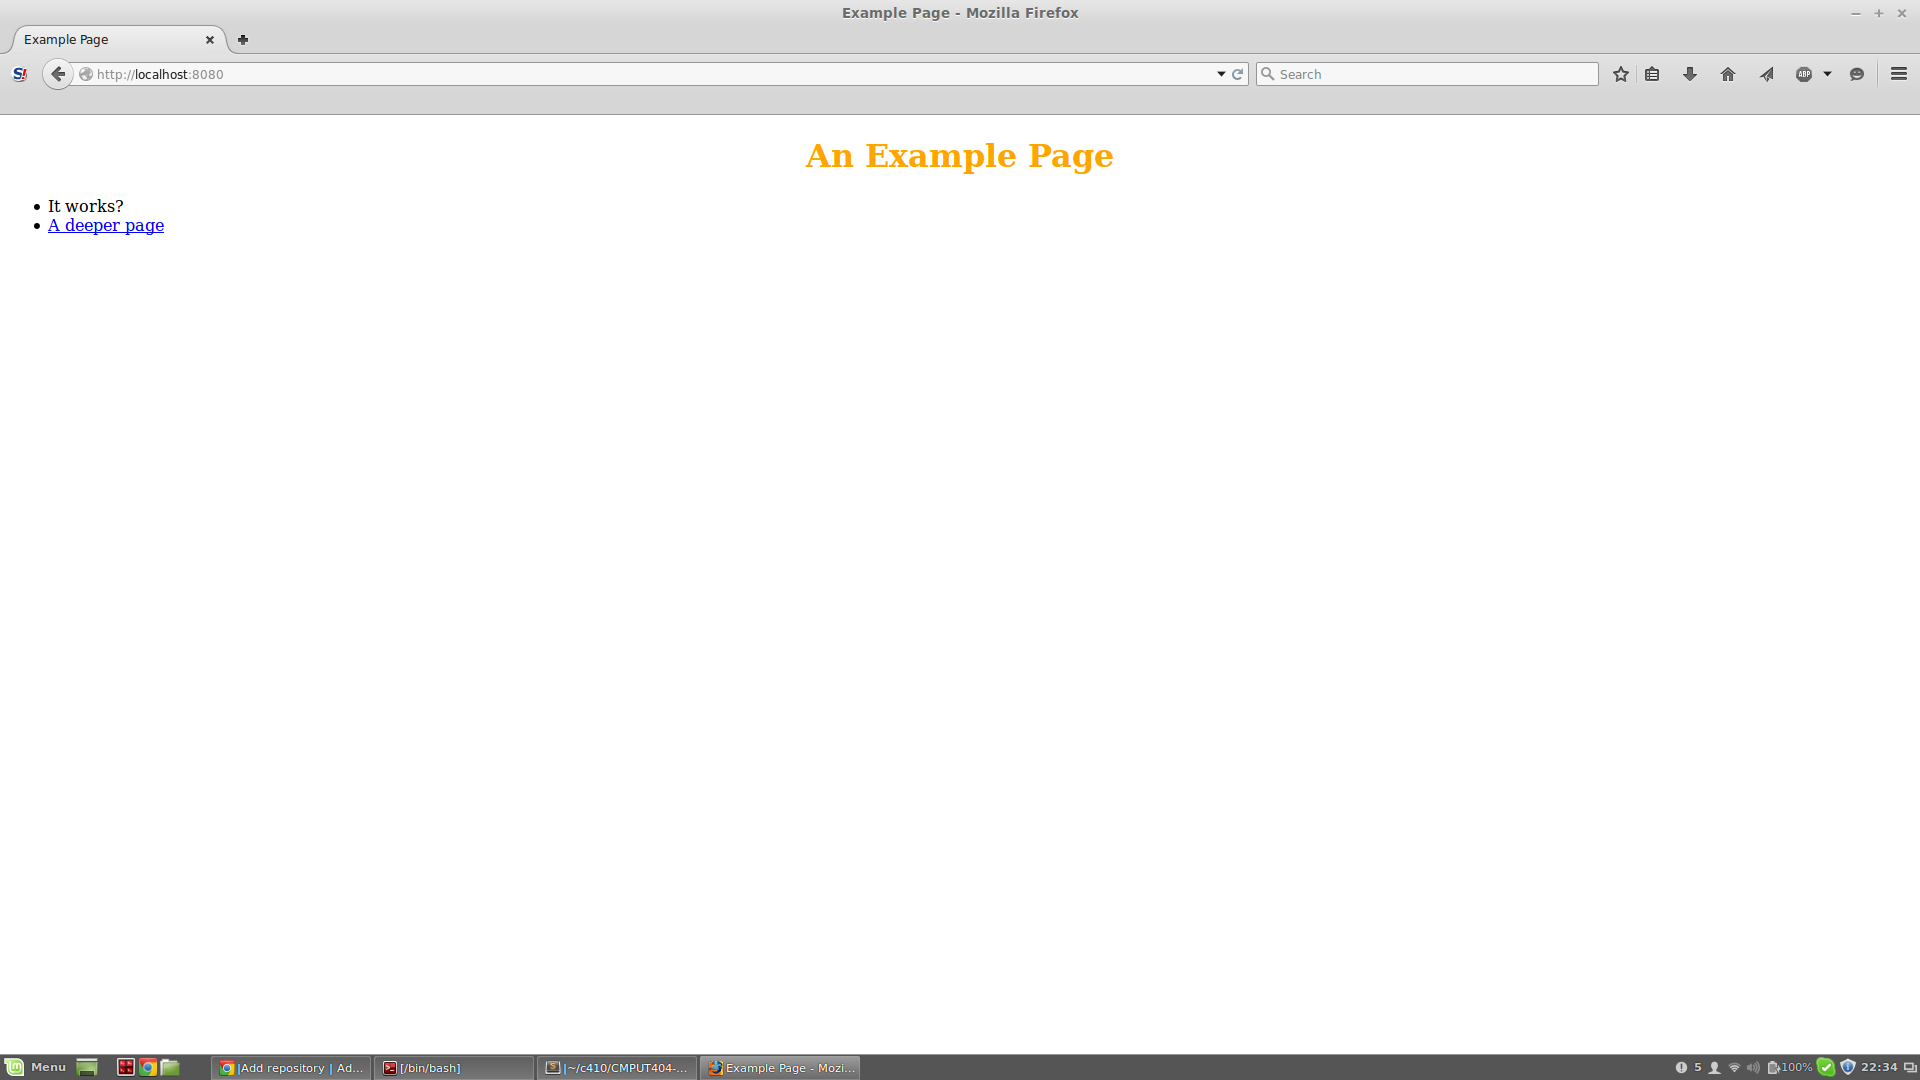 Example Page - Mozilla Firefox
Example Page
http://localhost:8080
Search
ABP
An Example Page
It works?
A deeper page
Menu
|Add repository | Ad...
[/bin/bash]
|~/c410/CMPUT404-...
Example Page - Mozi...
5
100%
22:34